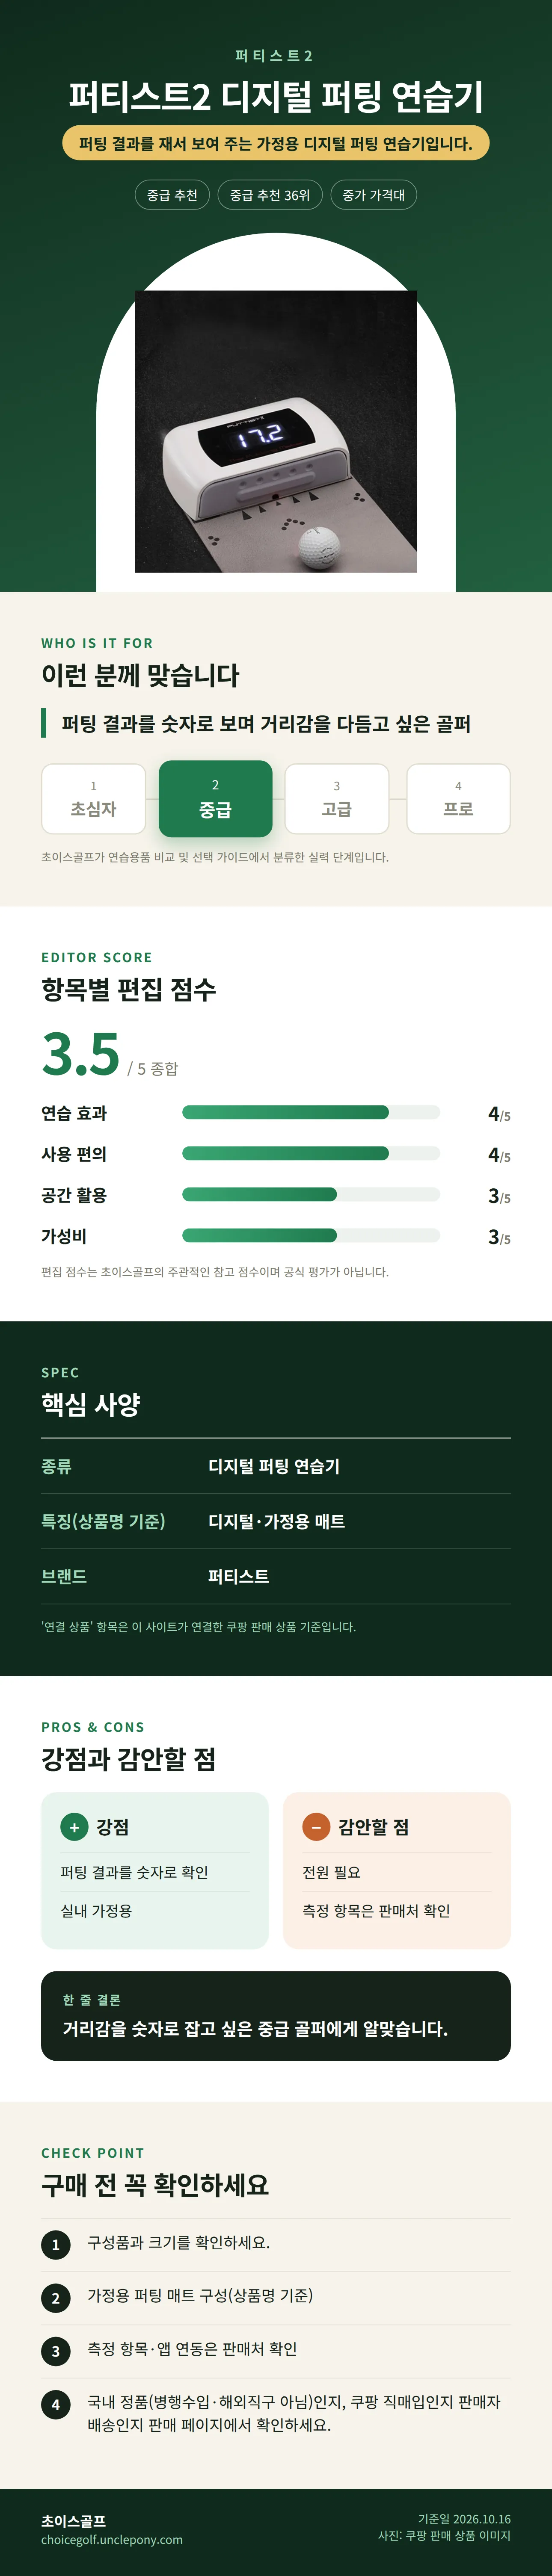 퍼티스트2
퍼티스트2 디지털 퍼팅 연습기
퍼팅 결과를 재서 보여 주는 가정용 디지털 퍼팅 연습기입니다.
중급 추천
중급 추천 36위
중가 가격대
PUTTIST
17.2
WHO IS IT FOR
이런 분께 맞습니다
퍼팅 결과를 숫자로 보며 거리감을 다듬고 싶은 골퍼
1
초심자
2
중급
3
고급
4
프로
초이스골프가 연습용품 비교 및 선택 가이드에서 분류한 실력 단계입니다.
EDITOR SCORE
항목별 편집 점수
3.5 / 5 종합
연습 효과 4/5
사용 편의 4/5
공간 활용 3/5
가성비 3/5
편집 점수는 초이스골프의 주관적인 참고 점수이며 공식 평가가 아닙니다.
SPEC
핵심 사양
종류 디지털 퍼팅 연습기
특징(상품명 기준) 디지털·가정용 매트
브랜드 퍼티스트
'연결 상품' 항목은 이 사이트가 연결한 쿠팡 판매 상품 기준입니다.
PROS & CONS
강점과 감안할 점
+ 강점
퍼팅 결과를 숫자로 확인
실내 가정용
− 감안할 점
전원 필요
측정 항목은 판매처 확인
한 줄 결론
거리감을 숫자로 잡고 싶은 중급 골퍼에게 알맞습니다.
CHECK POINT
구매 전 꼭 확인하세요
1 구성품과 크기를 확인하세요.
2 가정용 퍼팅 매트 구성(상품명 기준)
3 측정 항목·앱 연동은 판매처 확인
4 국내 정품(병행수입·해외직구 아님)인지, 쿠팡 직매입인지 판매자
배송인지 판매 페이지에서 확인하세요.
초이스골프
choicegolf.unclepony.com
기준일 2026.10.16
사진: 쿠팡 판매 상품 이미지